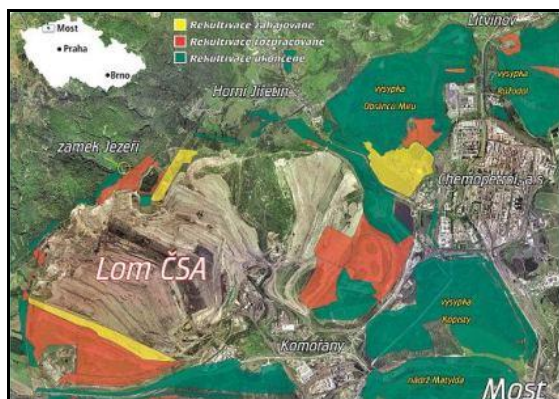 Most
Praha
Brno
Rekultivace zahajované
Rekultivace rozpracované
Rekultivace ukončené
Litvínov
výsypka
Růžodol
výsypka
Obránců Míru
Horní Jiřetín
zámek Jezeří
Chemopetrol, a.s.
Lom ČSA
výsypka
Kopisty
Komořany
nádrž Matylda
Most